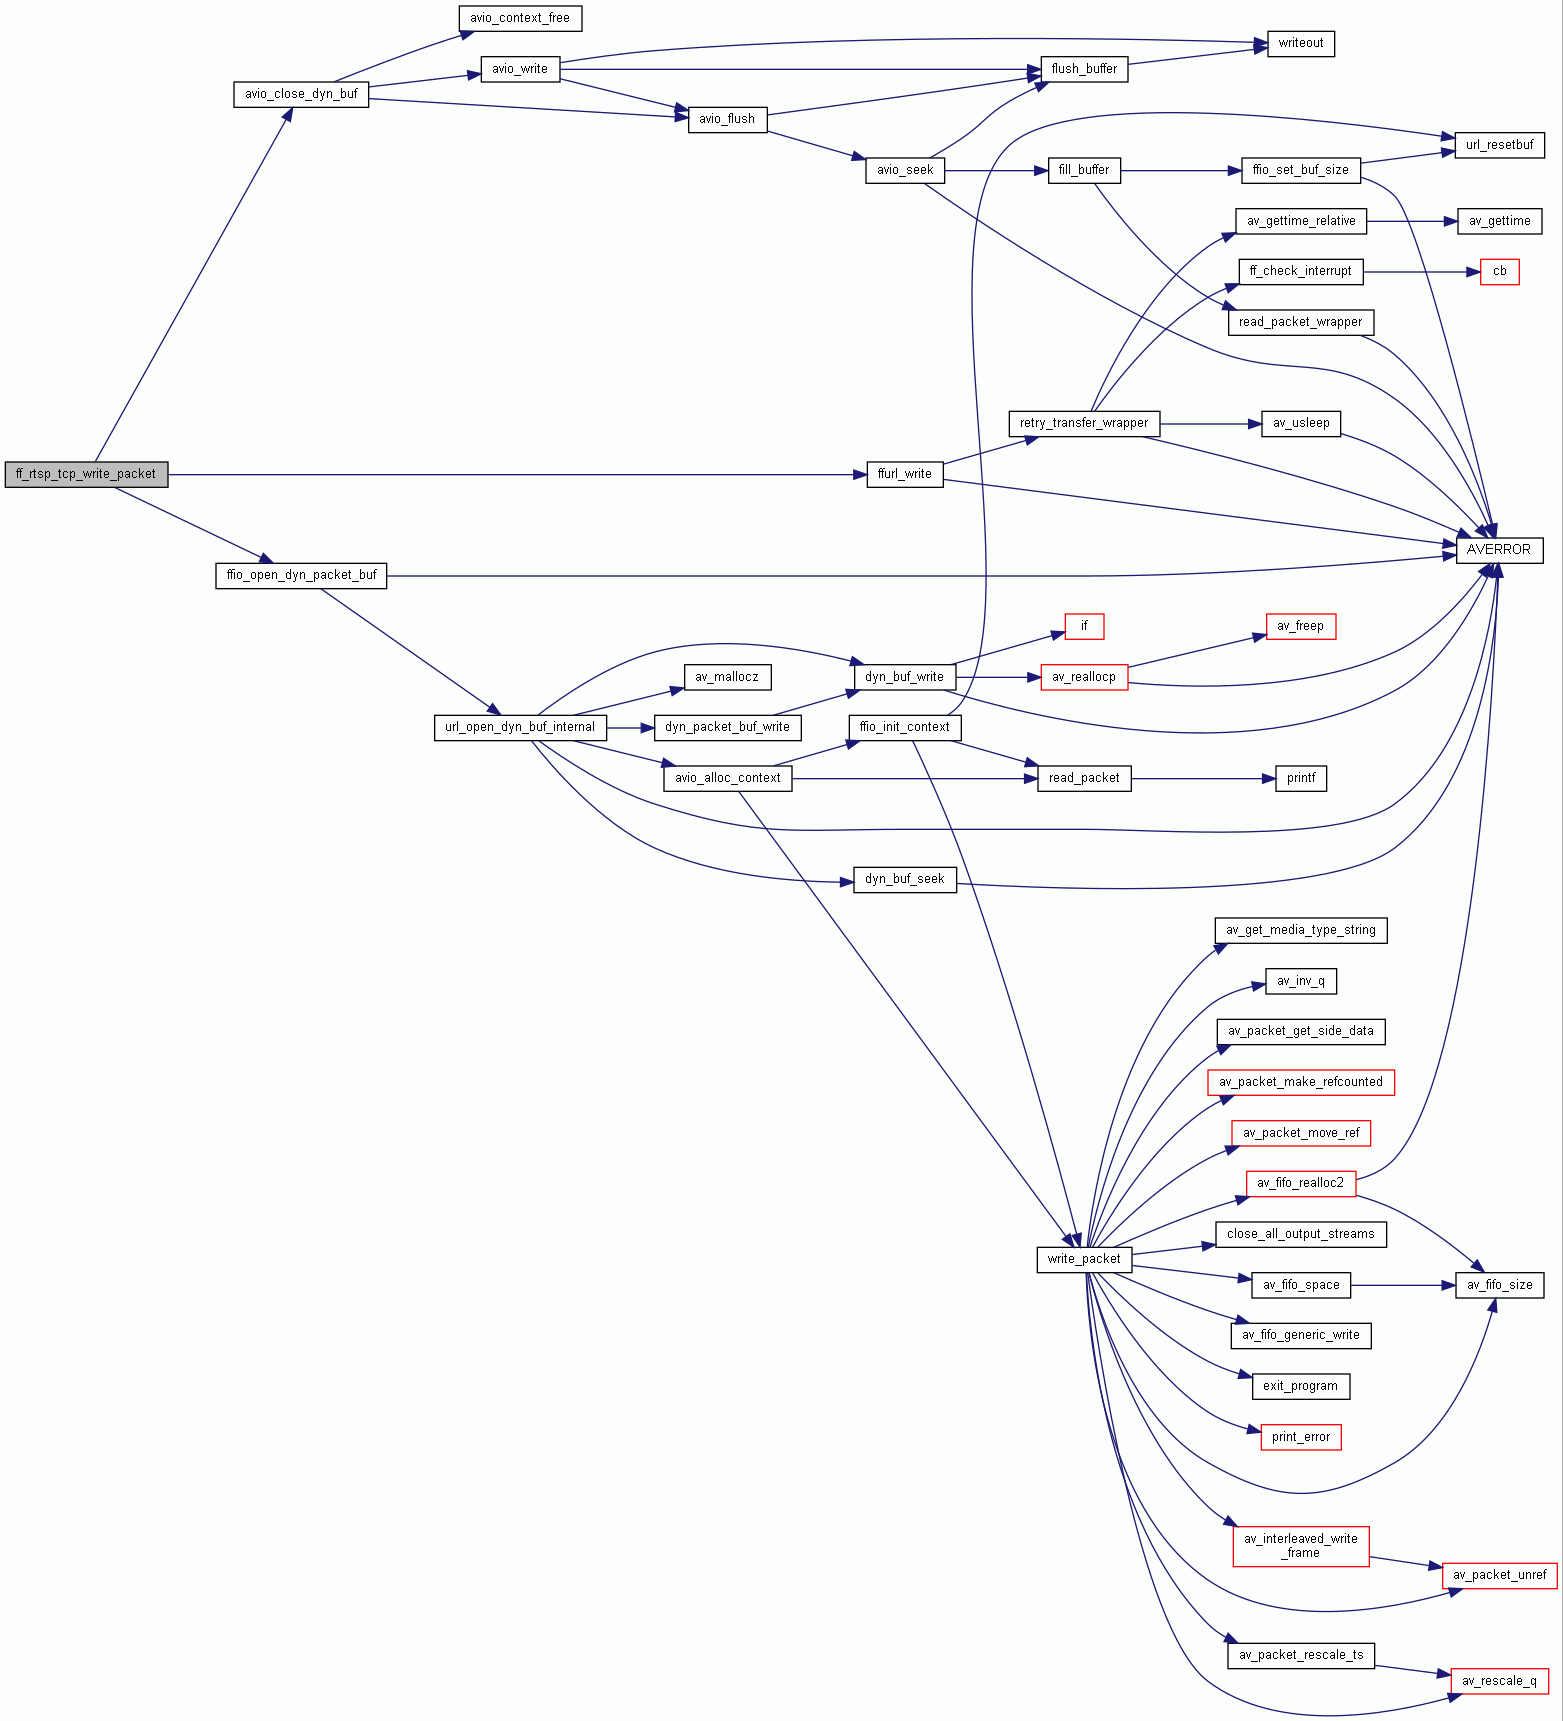 avio_context_free
writeout
avio_write
flush_buffer
avio_close_dyn_buf
avio_flush
url_resetbuf
avio_seek
fill_buffer
ffio_set_buf_size
av_gettime_relative
av_gettime
ff_check_interrupt
cb
read_packet_wrapper
retry_transfer_wrapper
av_usleep
ff_rtsp_tcp_write_packet
ffurl_write
AVERROR
ffio_open_dyn_packet_buf
if
av_freep
av_mallocz
dyn_buf_write
av_reallocp
url_open_dyn_buf_internal
dyn_packet_buf_write
ffio_init_context
avio_alloc_context
read_packet
printf
dyn_buf_seek
av_get_media_type_string
av_inv_q
av_packet_get_side_data
av_packet_make_refcounted
av_packet_move_ref
av_fifo_realloc2
close_all_output_streams
write_packet
av_fifo_space
av_fifo_size
av_fifo_generic_write
exit_program
print_error
av_interleaved_write
_frame
av_packet_unref
av_packet_rescale_ts
av_rescale_q